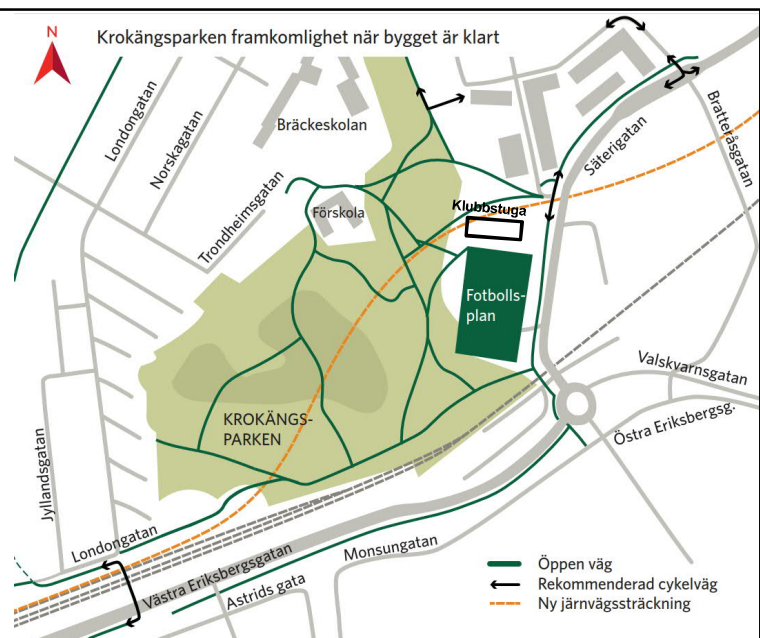 N
Krokängsparken framkomlighet när bygget är klart
Londongatan
Norskagatan
Bräckeskolan
Trondheimsgatan
Förskola
Klubbstuga
Säterigatan
Bratteråsgatan
Fotbolls-
plan
Valskvarnsgatan
Östra Eriksbergsg.
KROKÄNGS-
PARKEN
Jyllandsgatan
Londongatan
Västra Eriksbergsgatan
Astrids gata
Monsungatan
Öppen väg
Rekommenderad cykelväg
Ny järnvägssträckning